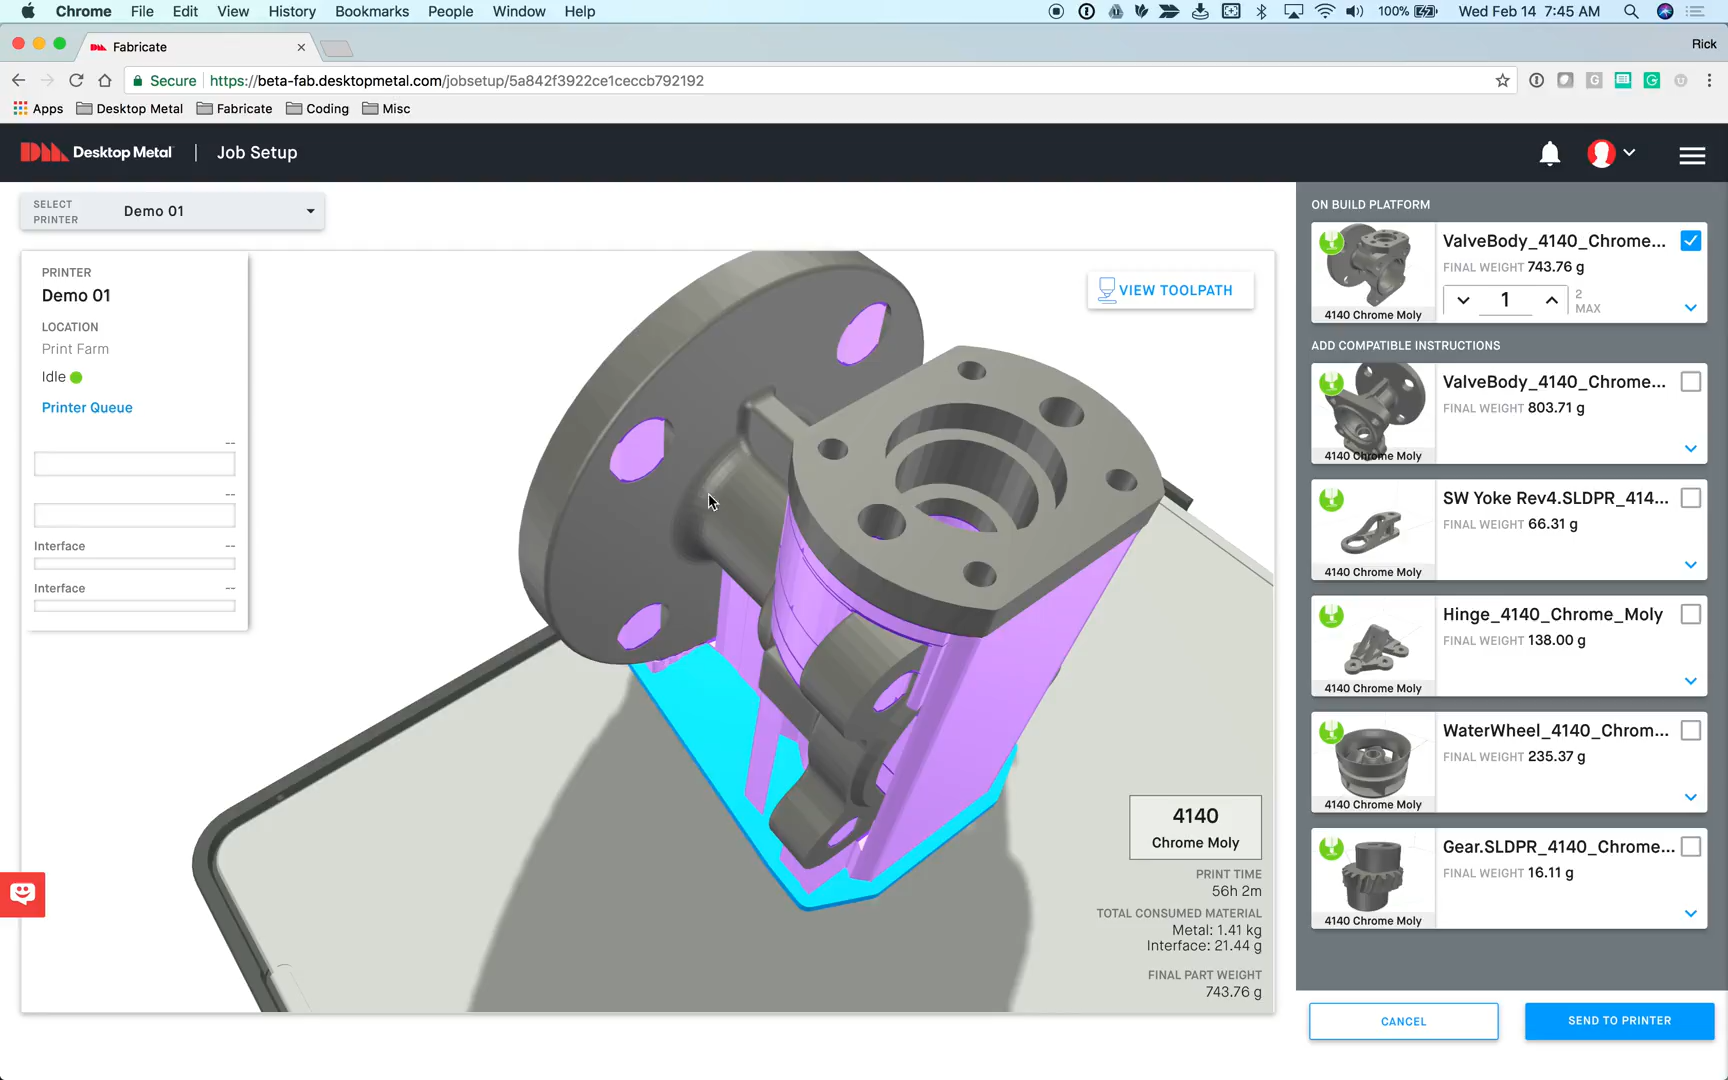 Chrome File Edit View History Bookmarks People Window Help
100% Wed Feb 14 7:45 AM
Fabricate
Rick
Secure https://beta-fab.desktopmetal.com/jobsetup/5a842f3922ce1ceccb792192
Apps Desktop Metal Fabricate Coding Misc
DM Desktop Metal | Job Setup
SELECT PRINTER Demo 01
PRINTER
Demo 01
LOCATION
Print Farm
Idle
Printer Queue
--
--
Interface --
Interface --
VIEW TOOLPATH
4140
Chrome Moly
PRINT TIME
56h 2m
TOTAL CONSUMED MATERIAL
Metal: 1.41 kg
Interface: 21.44 g
FINAL PART WEIGHT
743.76 g
ON BUILD PLATFORM
ValveBody_4140_Chrome...
FINAL WEIGHT 743.76 g
1
2
MAX
4140 Chrome Moly
ADD COMPATIBLE INSTRUCTIONS
ValveBody_4140_Chrome...
FINAL WEIGHT 803.71 g
4140 Chrome Moly
SW Yoke Rev4.SLDPR_414...
FINAL WEIGHT 66.31 g
4140 Chrome Moly
Hinge_4140_Chrome_Moly
FINAL WEIGHT 138.00 g
4140 Chrome Moly
WaterWheel_4140_Chrom...
FINAL WEIGHT 235.37 g
4140 Chrome Moly
Gear.SLDPR_4140_Chrome...
FINAL WEIGHT 16.11 g
4140 Chrome Moly
CANCEL
SEND TO PRINTER